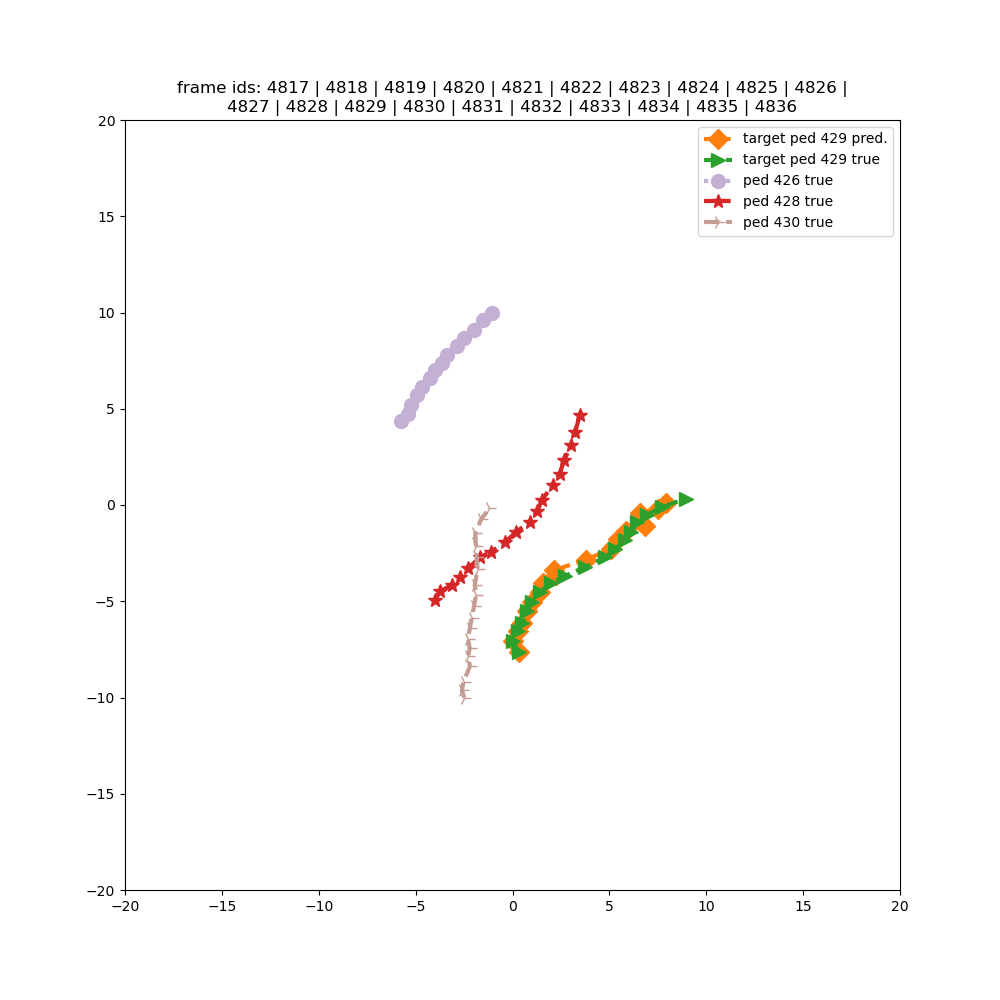 frame ids: 4817 | 4818 | 4819 | 4820 | 4821 | 4822 | 4823 | 4824 | 4825 | 4826 |
4827 | 4828 | 4829 | 4830 | 4831 | 4832 | 4833 | 4834 | 4835 | 4836
target ped 429 pred.
target ped 429 true
ped 426 true
ped 428 true
ped 430 true
20
15
10
5
0
−5
−10
−15
−20
−20 −15 −10 −5 0 5 10 15 20